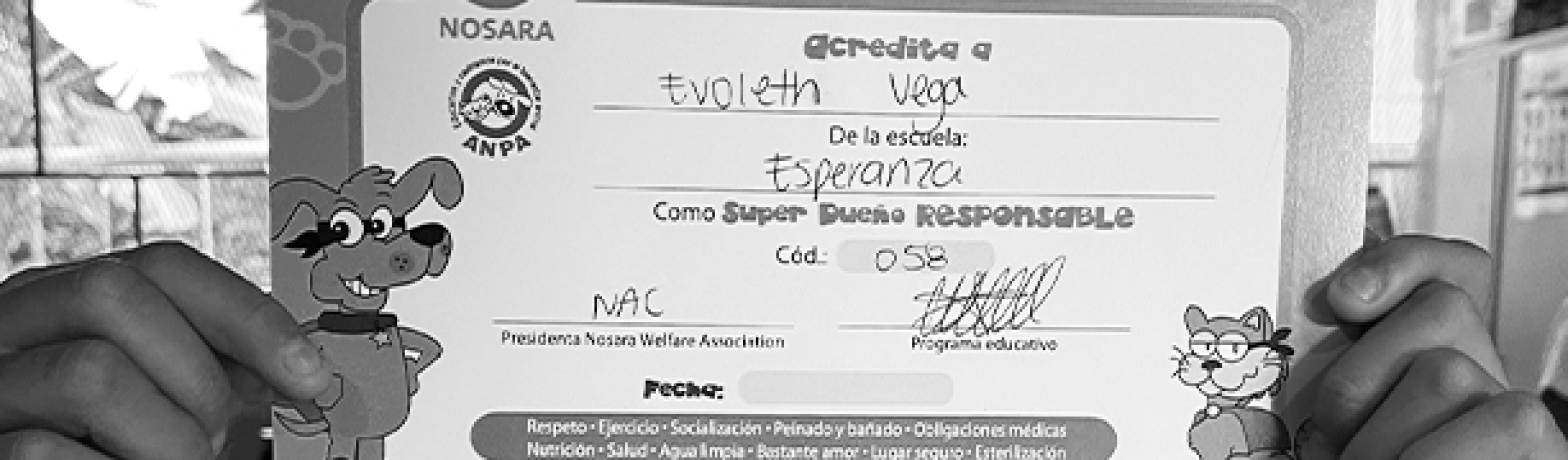 NOSARA
ANPA
acredita a
Evoleth Vega
De la escuela:
Esperanza
Como Super Dueño Responsable
Cód.: 058
NAC
Presidenta Nosara Welfare Association
Programa educativo
Fecha:
Respeto • Ejercicio • Socialización • Peinado y bañado • Obligaciones médicas
Nutrición • Salud • Agua limpia • Bastante amor • Lugar seguro • Esterilización